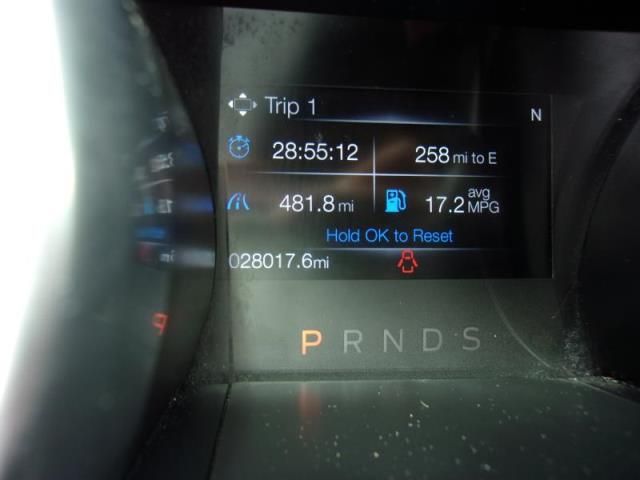 Trip 1
N
28:55:12
258 mi to E
481.8 mi
17.2 avg MPG
Hold OK to Reset
028017.6mi
P R N D S